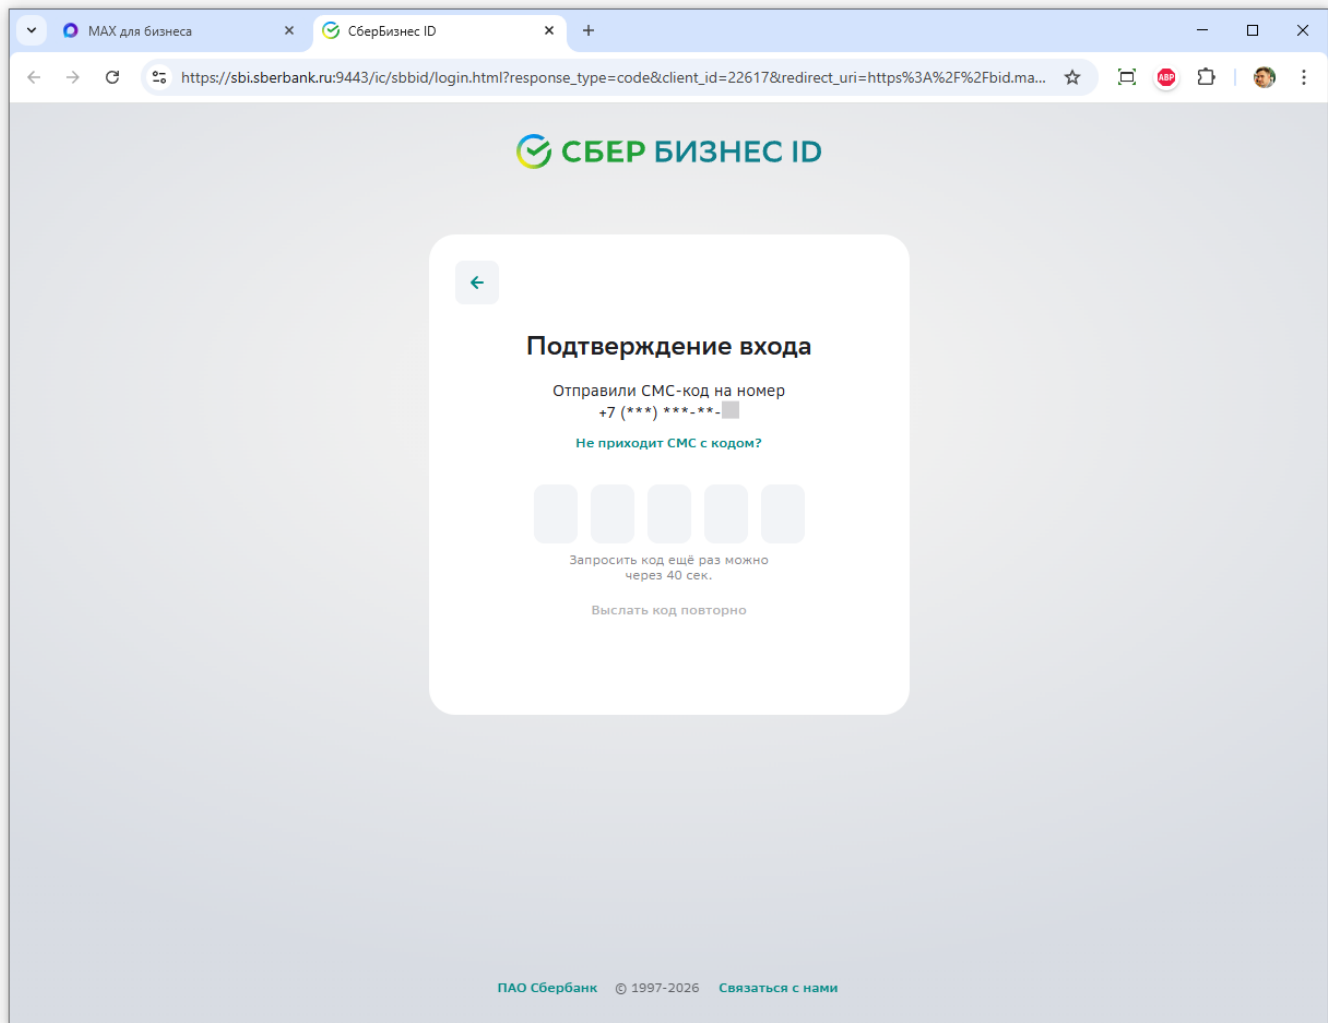 MAX для бизнеса
СберБизнес ID
https://sbi.sberbank.ru:9443/ic/sbbid/login.html?response_type=code&client_id=22617&redirect_uri=https%3A%2F%2Fbid.ma...
ABP
СБЕР БИЗНЕС ID
Подтверждение входа
Отправили СМС-код на номер
+7 (***) ***-**-
Не приходит СМС с кодом?
Запросить код ещё раз можно
через 40 сек.
Выслать код повторно
ПАО Сбербанк © 1997-2026 Связаться с нами